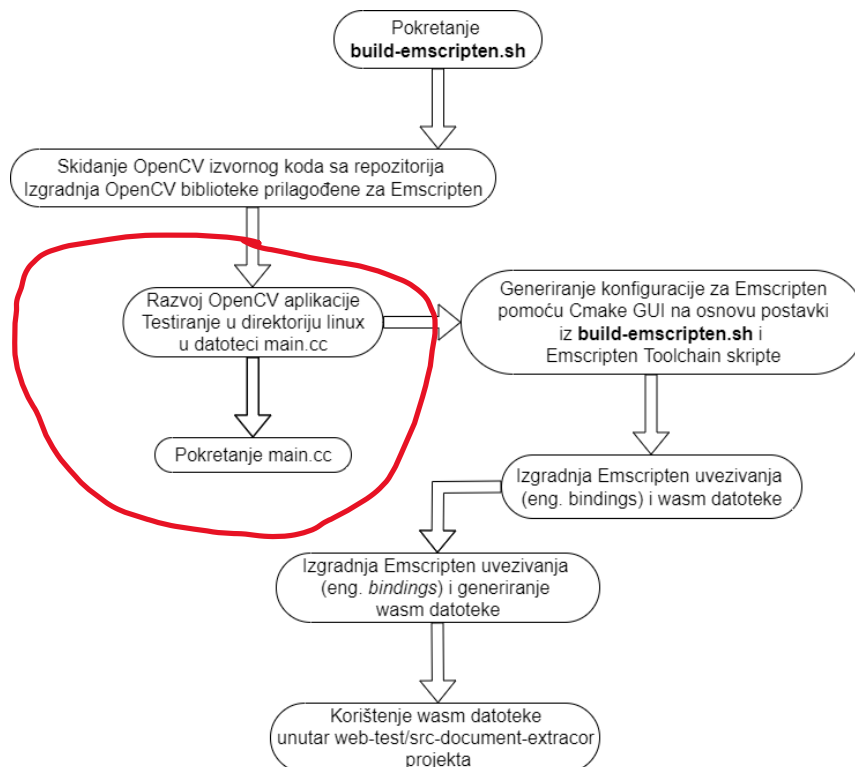 Pokretanje
build-emscripten.sh
Skidanje OpenCV izvornog koda sa repozitorija
Izgradnja OpenCV biblioteke prilagođene za Emscripten
Razvoj OpenCV aplikacije
Testiranje u direktoriju linux
u datoteci main.cc
Generiranje konfiguracije za Emscripten
pomoću Cmake GUI na osnovu postavki
iz build-emscripten.sh i
Emscripten Toolchain skripte
Pokretanje main.cc
Izgradnja Emscripten uvezivanja
(eng. bindings) i wasm datoteke
Izgradnja Emscripten uvezivanja
(eng. bindings) i generiranje
wasm datoteke
Korištenje wasm datoteke
unutar web-test/src-document-extracor
projekta